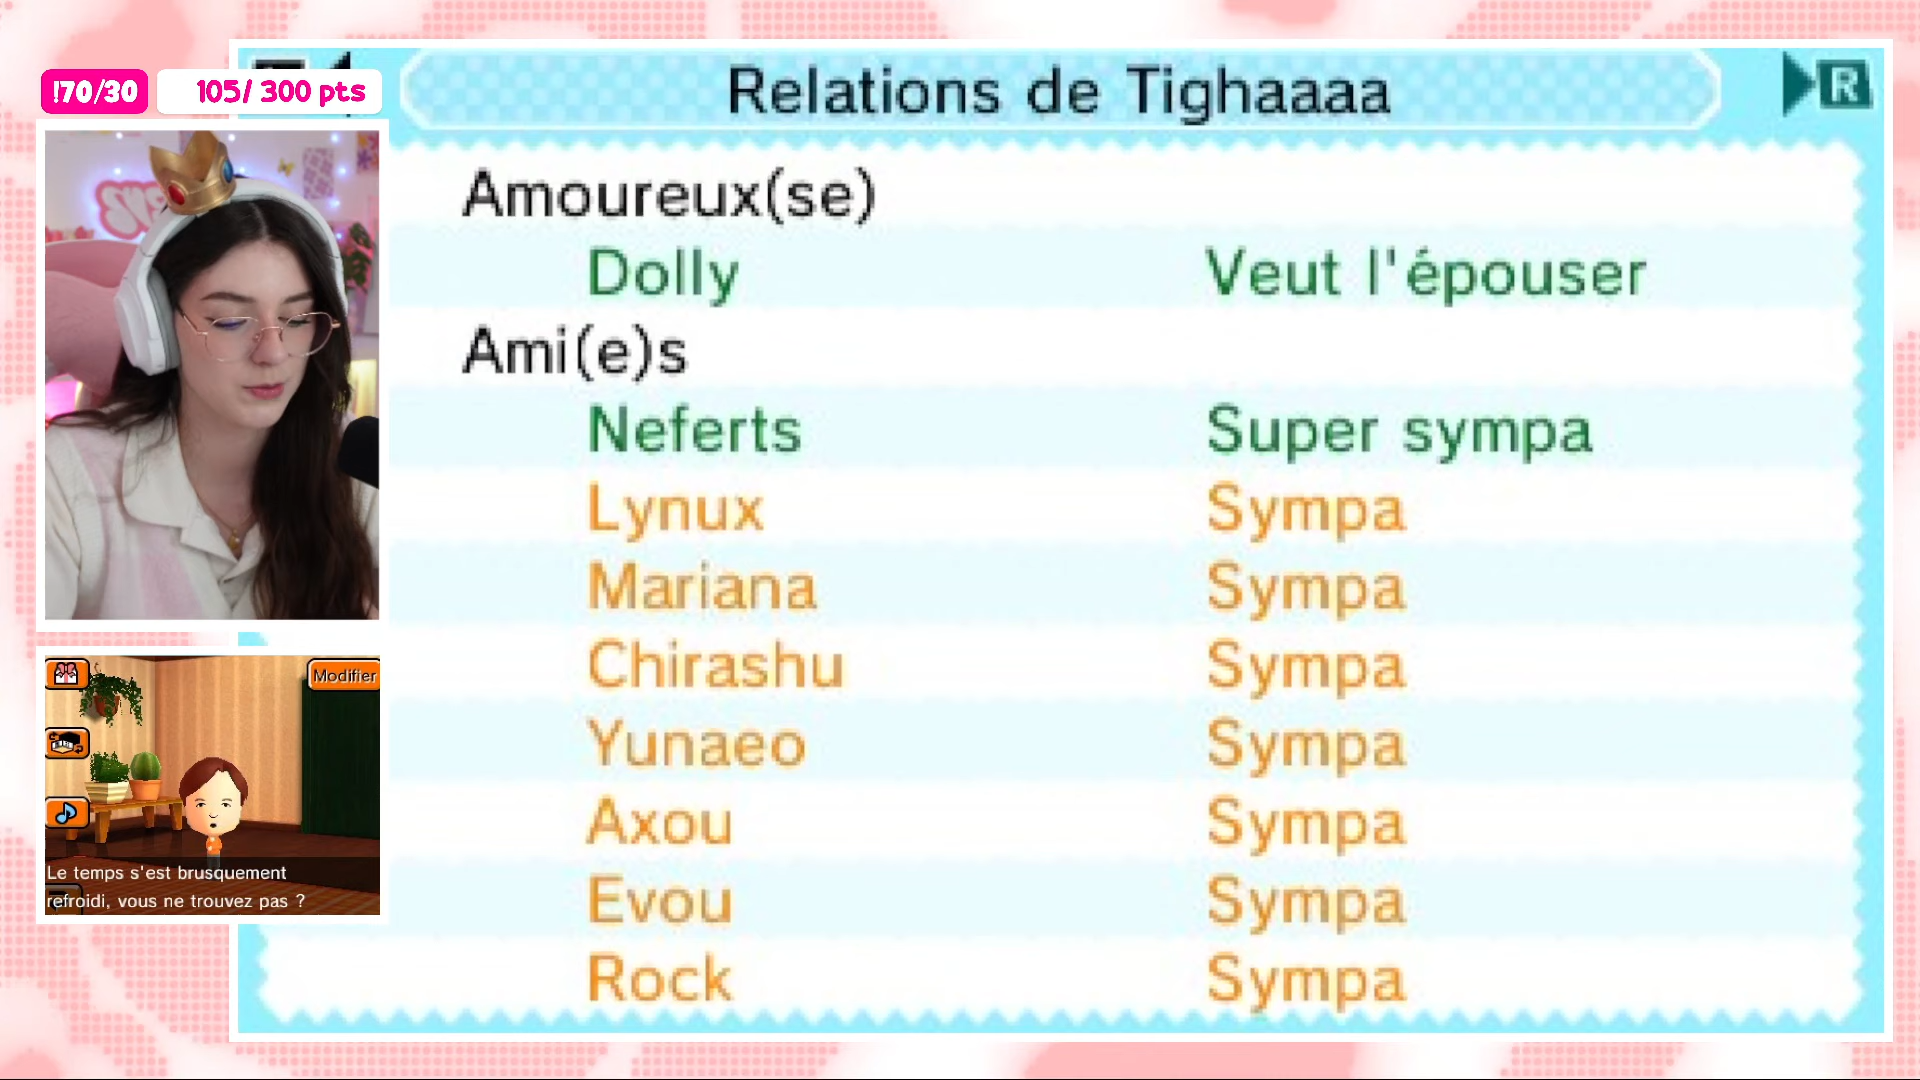 !70/30
105/ 300 pts
Relations de Tighaaaa
R
Amoureux(se)
Dolly Veut l'épouser
Ami(e)s
Neferts Super sympa
Lynux Sympa
Mariana Sympa
Chirashu Sympa
Yunaeo Sympa
Axou Sympa
Evou Sympa
Rock Sympa
Modifier
Le temps s'est brusquement
refroidi, vous ne trouvez pas ?